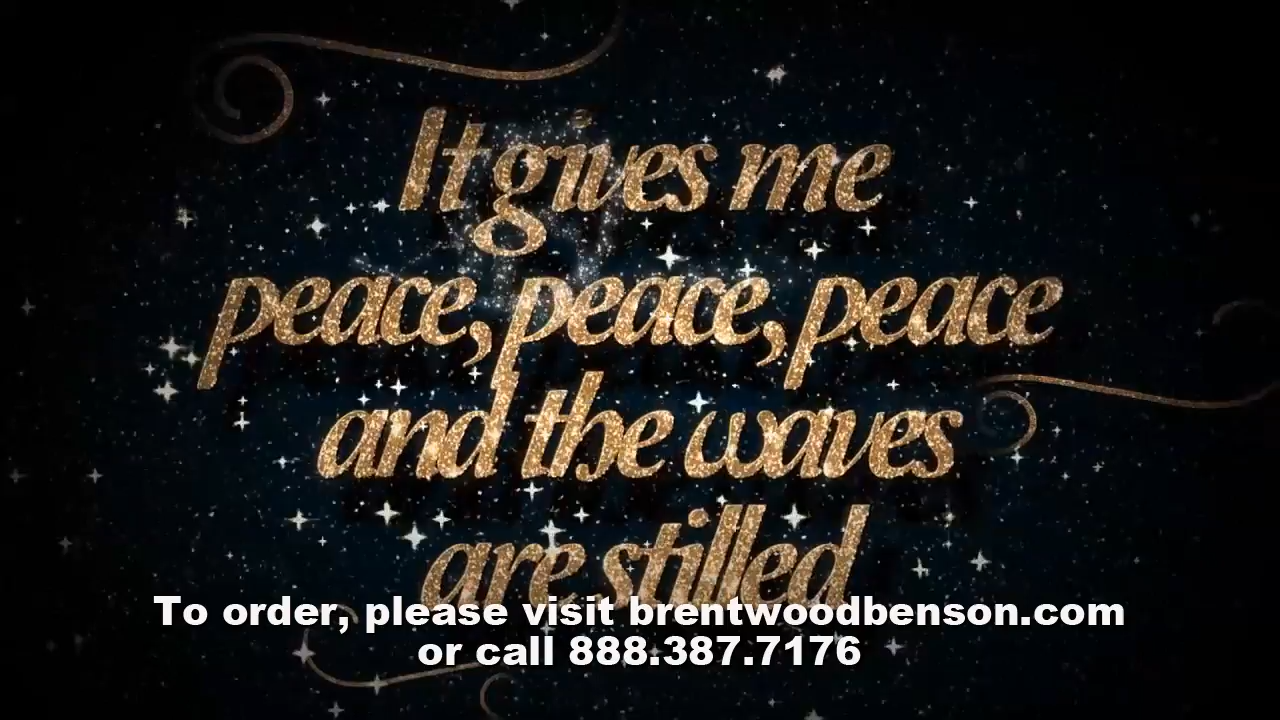 It gives me
peace, peace, peace
and the waves
are stilled
To order, please visit brentwoodbenson.com
or call 888.387.7176